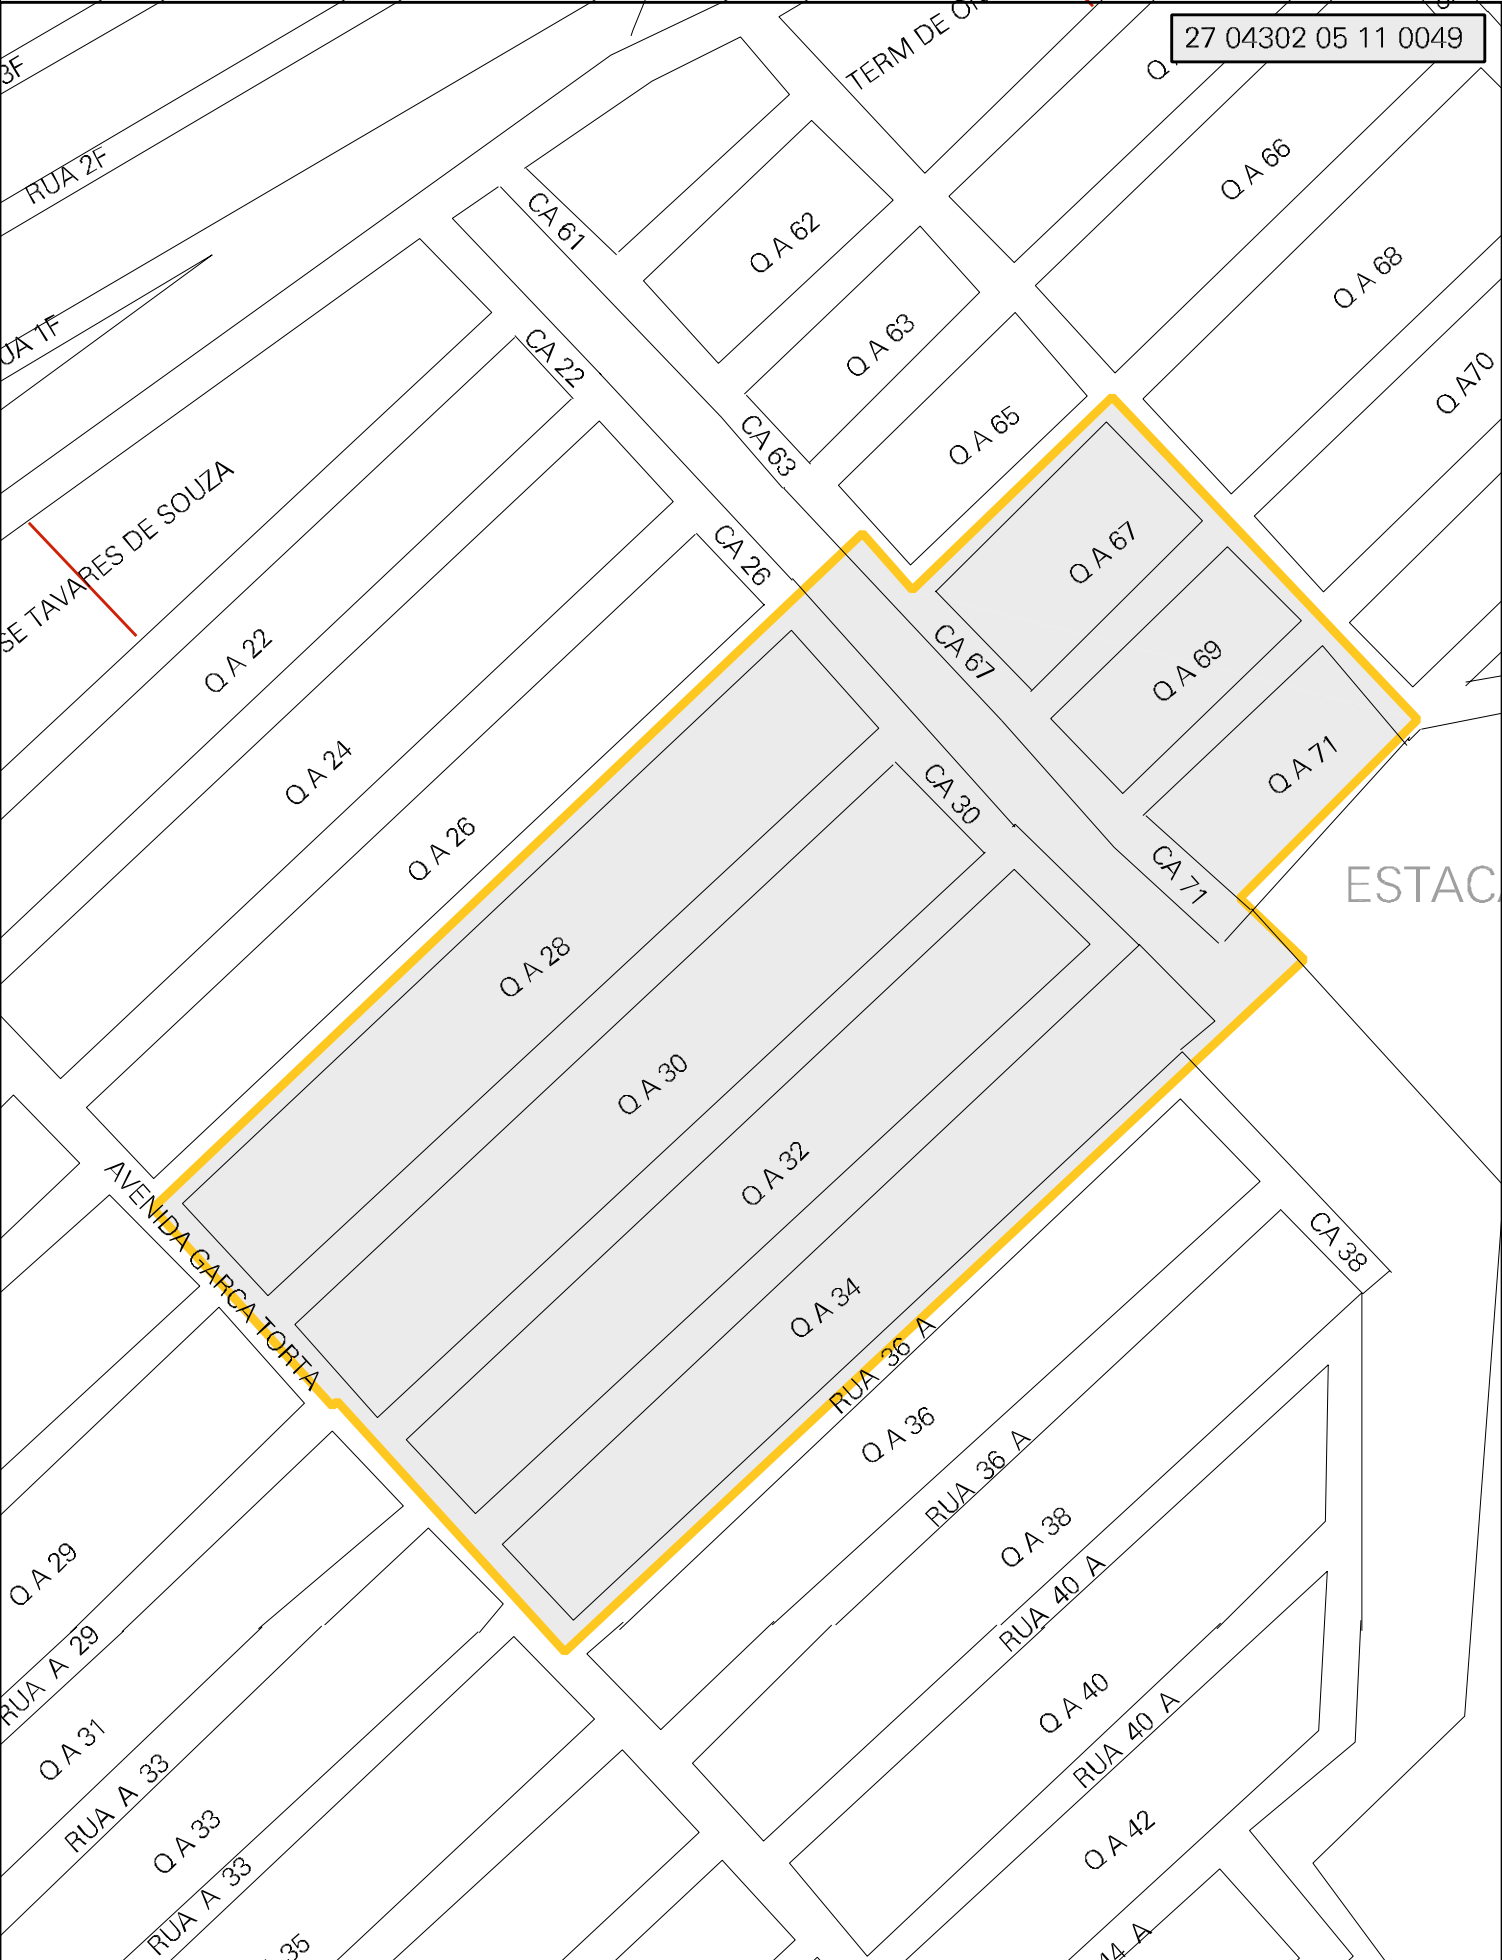 27 04302 05 11 0049
3F
TERM DE
RUA 2F
Q A 66
CA 61
Q A 62
Q A 68
UA 1F
Q A 63
CA 22
Q A70
Q A 65
CA 63
SE TAVARES DE SOUZA
CA 26
Q A 67
Q A 22
CA 67
Q A 69
Q A 24
Q A 71
CA 30
Q A 26
CA 71
ESTACA
Q A 28
Q A 30
Q A 32
AVENIDA GARCA TORTA
CA 38
Q A 34
RUA 36 A
Q A 36
RUA 36 A
Q A 38
Q A 29
RUA 40 A
RUA A 29
Q A 40
Q A 31
RUA 40 A
RUA A 33
Q A 33
Q A 42
RUA A 33
35
44 A